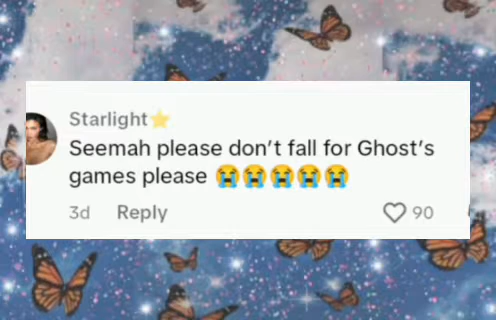 Starlight⭐
Seemah please don't fall for Ghost's
games please 😭😭😭😭😭
3d Reply 90